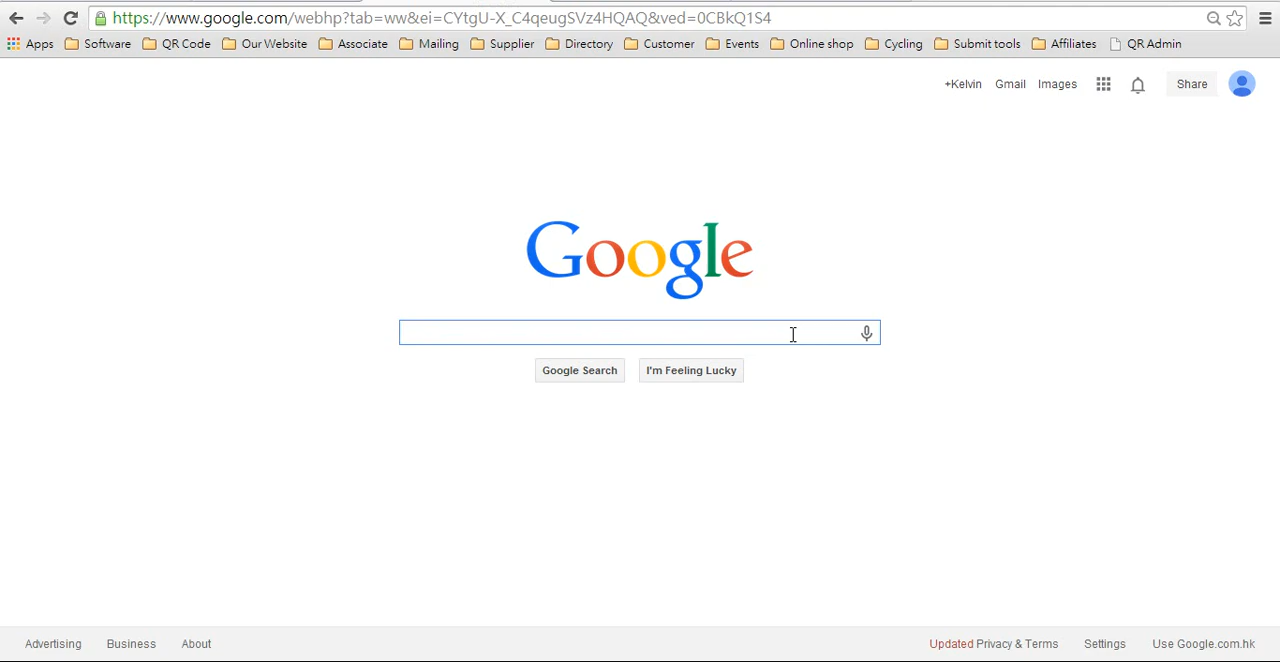 https://www.google.com/webhp?tab=ww&ei=CYtgU-X_C4qeugSVz4HQAQ&ved=0CBkQ1S4
Apps Software QR Code Our Website Associate Mailing Supplier Directory Customer Events Online shop Cycling Submit tools Affiliates QR Admin
+Kelvin Gmail Images Share
Google
Google Search I'm Feeling Lucky
Advertising Business About Updated Privacy & Terms Settings Use Google.com.hk